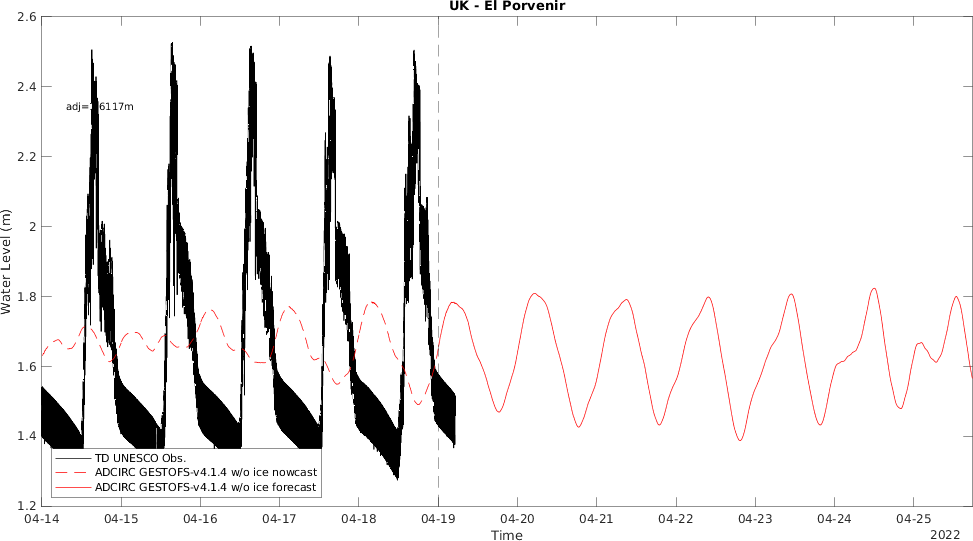 UK - El Porvenir
2.6
2.4
adj=1.6117m
2.2
2
Water Level (m)
1.8
1.6
1.4
TD UNESCO Obs.
ADCIRC GESTOFS-v4.1.4 w/o ice nowcast
ADCIRC GESTOFS-v4.1.4 w/o ice forecast
1.2
04-14 04-15 04-16 04-17 04-18 04-19 04-20 04-21 04-22 04-23 04-24 04-25
Time
2022